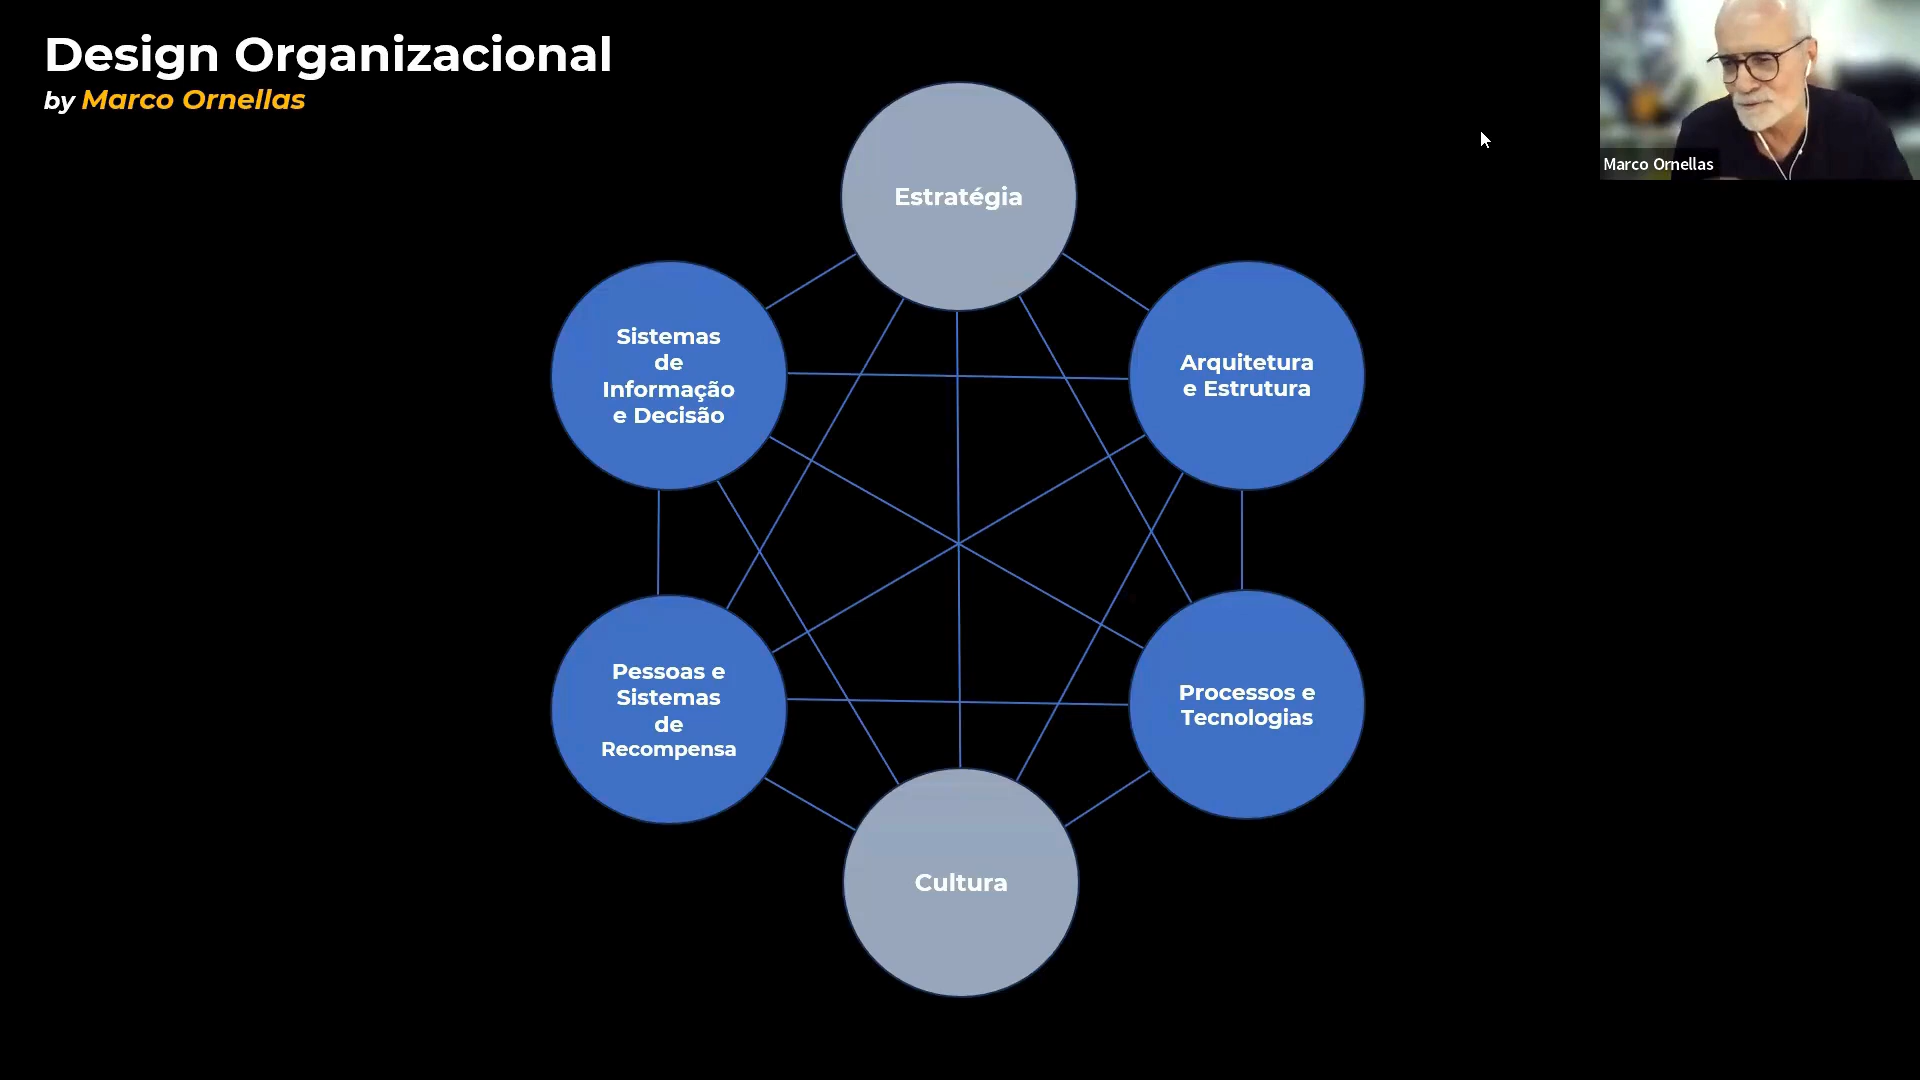 Design Organizacional
by Marco Ornellas
Marco Ornellas
Estratégia
Sistemas
de
Informação
e Decisão
Arquitetura
e Estrutura
Pessoas e
Sistemas
de
Recompensa
Processos e
Tecnologias
Cultura